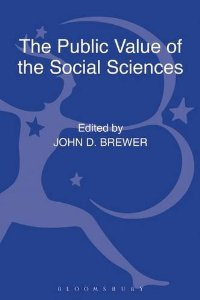 The Public Value of
the Social Sciences
Edited by
JOHN D. BREWER
BLOOMSBURY